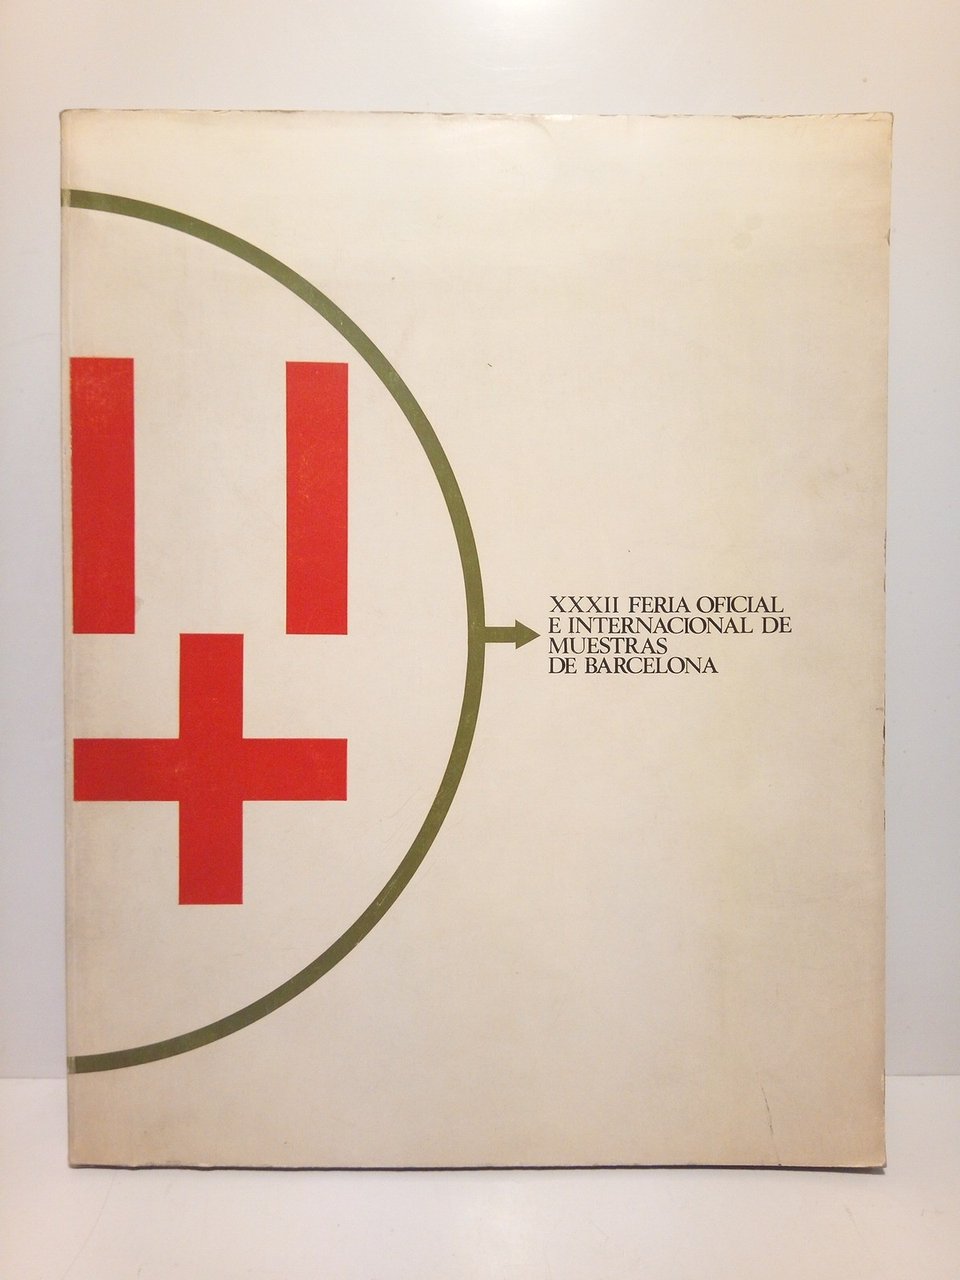 XXXII FERIA OFICIAL
E INTERNACIONAL DE
MUESTRAS
DE BARCELONA